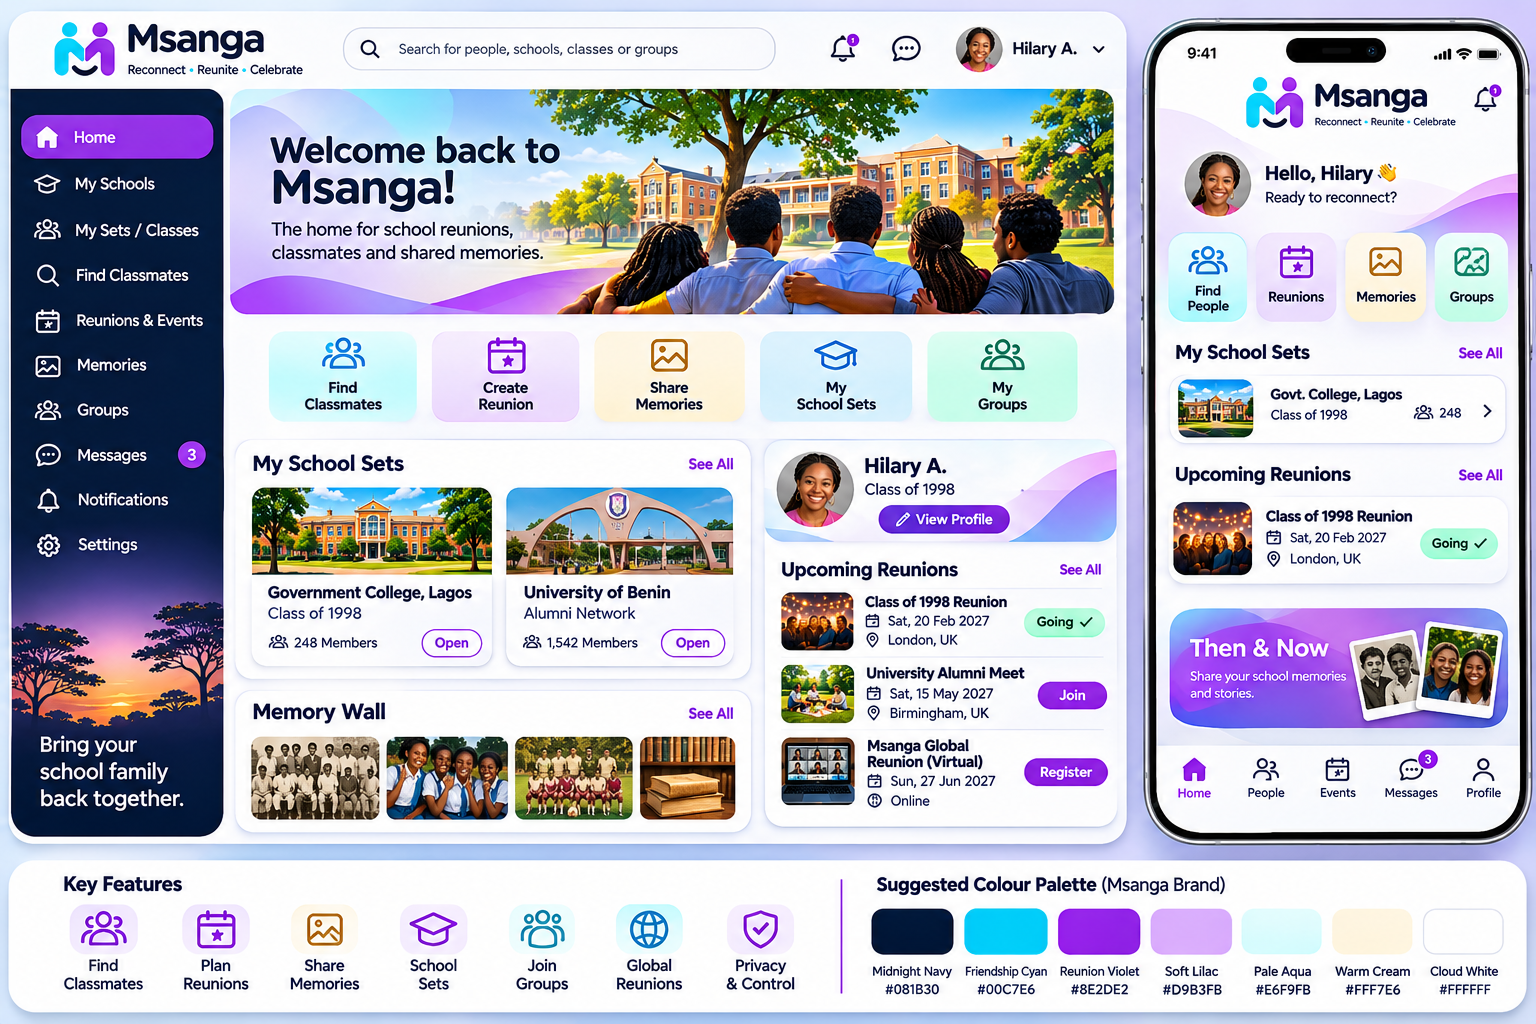 Msanga
Reconnect • Reunite • Celebrate
Search for people, schools, classes or groups
1
Hilary A.
Home
My Schools
My Sets / Classes
Find Classmates
Reunions & Events
Memories
Groups
Messages
3
Notifications
Settings
Bring your
school family
back together.
Welcome back to
Msanga!
The home for school reunions,
classmates and shared memories.
Find
Classmates
Create
Reunion
Share
Memories
My
School Sets
My
Groups
My School Sets
See All
Government College, Lagos
Class of 1998
248 Members
Open
University of Benin
Alumni Network
1,542 Members
Open
Memory Wall
See All
Hilary A.
Class of 1998
View Profile
Upcoming Reunions
See All
Class of 1998 Reunion
Sat, 20 Feb 2027
London, UK
Going
University Alumni Meet
Sat, 15 May 2027
Birmingham, UK
Join
Msanga Global
Reunion (Virtual)
Sun, 27 Jun 2027
Online
Register
9:41
Msanga
Reconnect • Reunite • Celebrate
1
Hello, Hilary 👋
Ready to reconnect?
Find
People
Reunions
Memories
Groups
My School Sets
See All
Govt. College, Lagos
Class of 1998
248
Upcoming Reunions
See All
Class of 1998 Reunion
Sat, 20 Feb 2027
London, UK
Going
Then & Now
Share your school memories
and stories.
Home
People
Events
3
Messages
Profile
Key Features
Find
Classmates
Plan
Reunions
Share
Memories
School
Sets
Join
Groups
Global
Reunions
Privacy
& Control
Suggested Colour Palette (Msanga Brand)
Midnight Navy
#081B30
Friendship Cyan
#00C7E6
Reunion Violet
#8E2DE2
Soft Lilac
#D9B3FB
Pale Aqua
#E6F9FB
Warm Cream
#FFF7E6
Cloud White
#FFFFFF